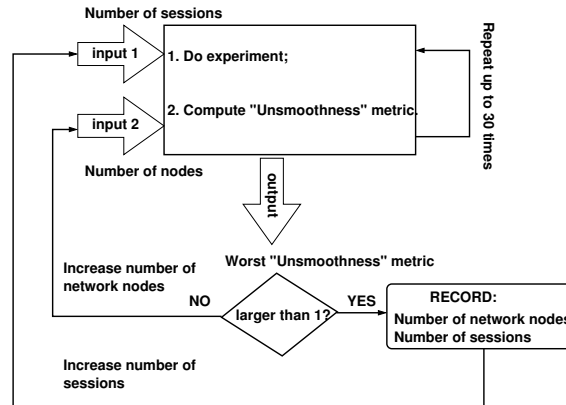 Number of sessions
input 1
1. Do experiment;
input 2
2. Compute "Unsmoothness" metric.
Number of nodes
Repeat up to
30 times
output
Worst "Unsmoothness" metric
Increase number of
network nodes
NO
larger than 1?
YES
RECORD:
Number of network nodes
Number of sessions
Increase number of
sessions